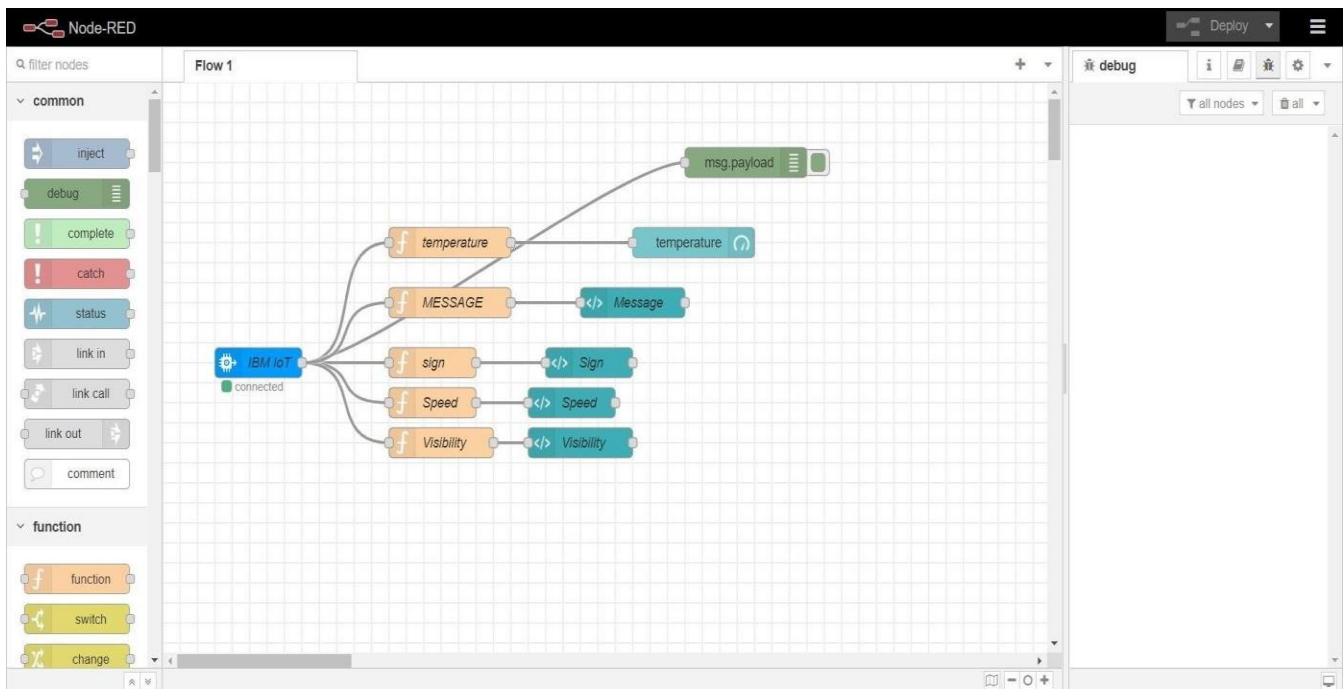 Node-RED
Deploy
filter nodes
Flow 1
debug
i
all nodes
all
common
inject
debug
complete
catch
status
link in
link call
link out
comment
function
function
switch
change
msg.payload
temperature
temperature
MESSAGE
Message
IBM IoT
connected
sign
Sign
Speed
Speed
Visibility
Visibility